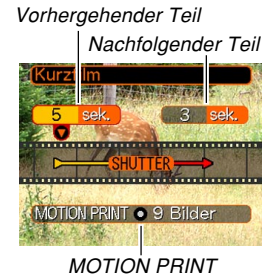 Vorhergehender Teil
Nachfolgender Teil
Kurzfilm
5 sek. 3 sek.
SHUTTER
MOTION PRINT 9 Bilder
MOTION PRINT